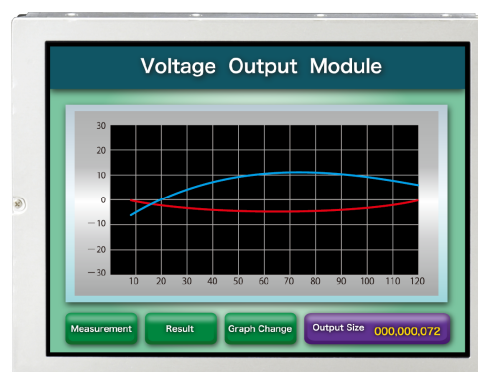 Voltage Output Module
30
20
10
0
-10
-20
-30
10 20 30 40 50 60 70 80 90 100 110 120
Measurement
Result
Graph Change
Output Size 000,000,072